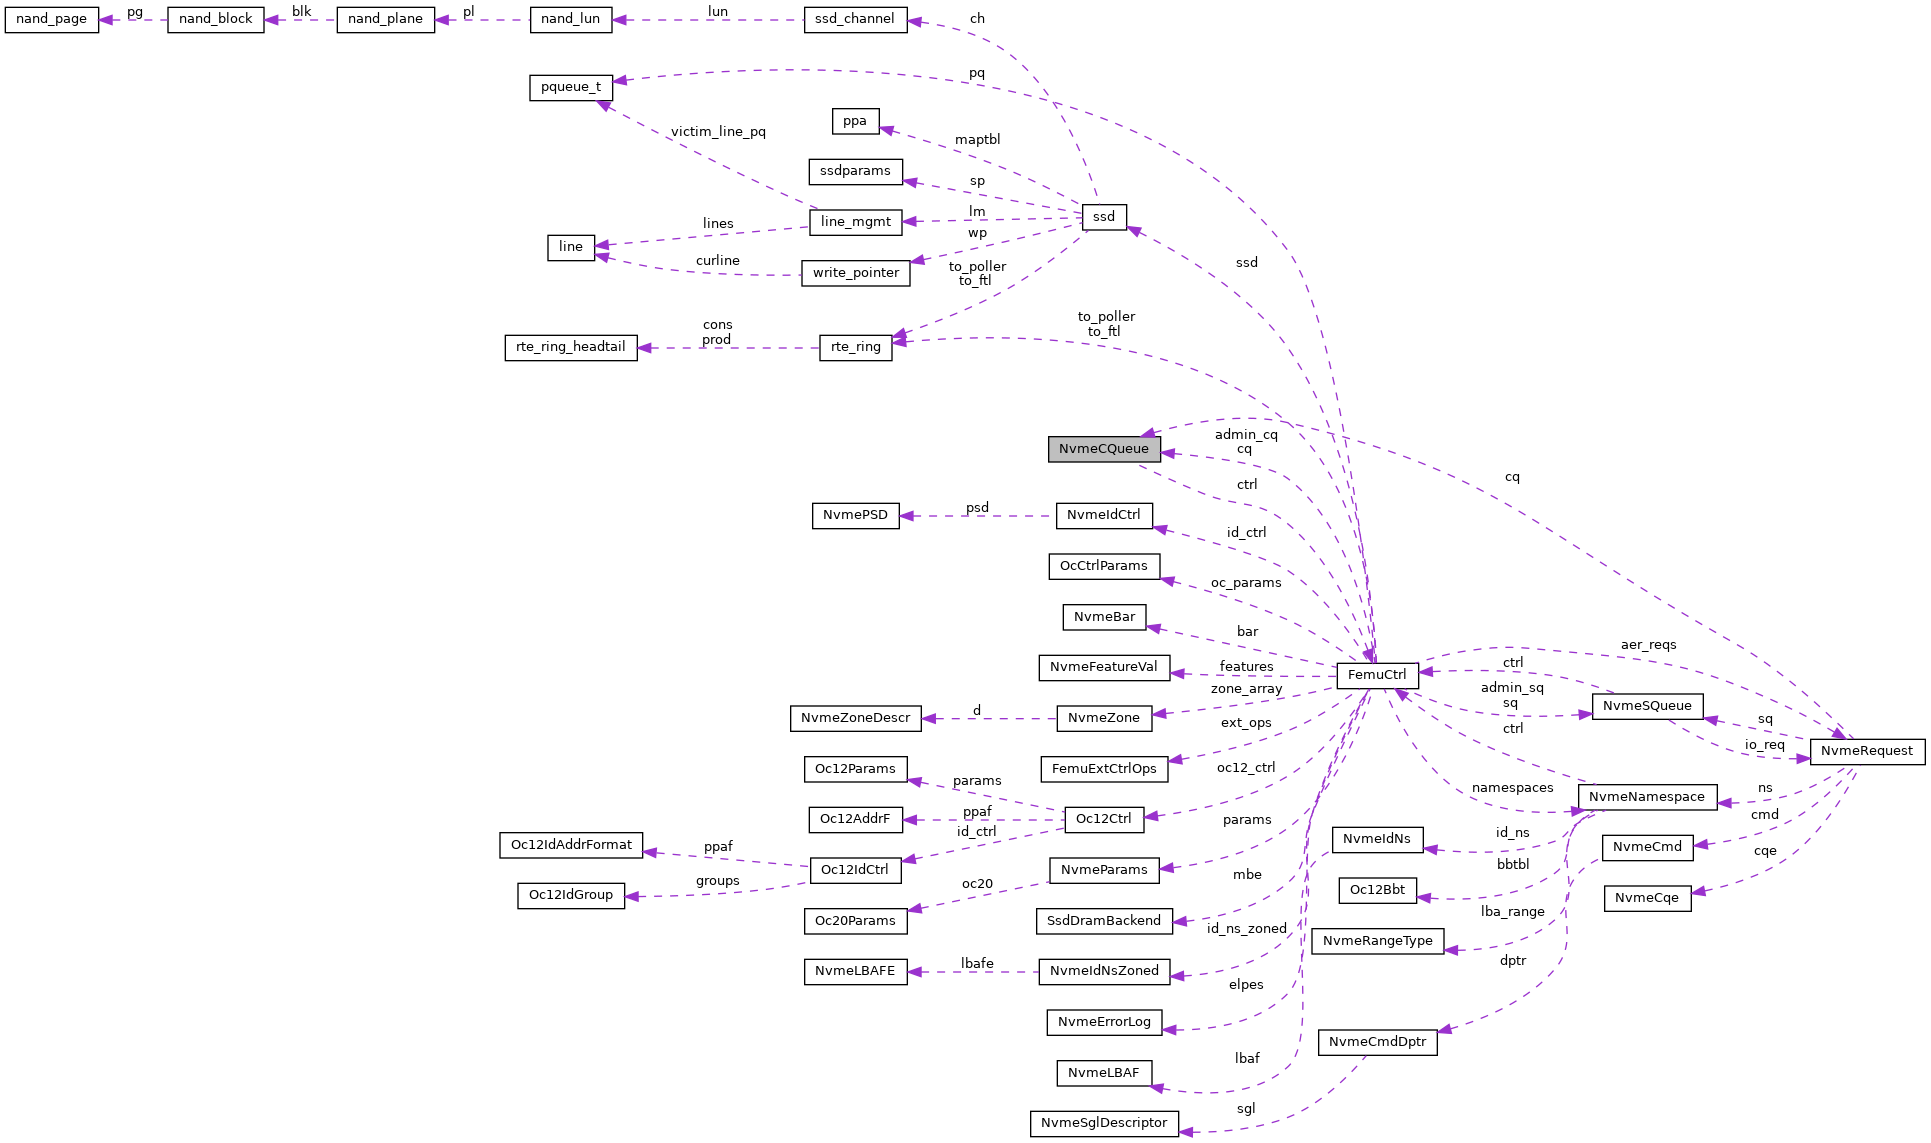 nand_page
pg
nand_block
blk
nand_plane
pl
nand_lun
lun
ssd_channel
ch
pqueue_t
pq
victim_line_pq
ppa
maptbl
ssdparams
sp
line_mgmt
lm
ssd
lines
line
wp
curline
write_pointer
to_poller
to_ftl
ssd
rte_ring_headtail
cons
prod
rte_ring
to_poller
to_ftl
NvmeCQueue
admin_cq
cq
ctrl
cq
NvmePSD
psd
NvmeIdCtrl
id_ctrl
OcCtrlParams
oc_params
NvmeBar
bar
NvmeFeatureVal
features
FemuCtrl
aer_reqs
ctrl
admin_sq
sq
NvmeSQueue
sq
io_req
NvmeRequest
ctrl
NvmeZoneDescr
d
NvmeZone
zone_array
FemuExtCtrlOps
ext_ops
Oc12Params
params
Oc12AddrF
ppaf
Oc12Ctrl
oc12_ctrl
id_ctrl
namespaces
NvmeNamespace
ns
cmd
cqe
Oc12IdAddrFormat
ppaf
Oc12IdCtrl
groups
Oc12IdGroup
NvmeParams
params
oc20
Oc20Params
NvmeIdNs
id_ns
bbtbl
Oc12Bbt
NvmeCmd
NvmeCqe
mbe
SsdDramBackend
lba_range
NvmeRangeType
id_ns_zoned
NvmeLBAFE
lbafe
NvmeIdNsZoned
dptr
elpes
NvmeErrorLog
NvmeCmdDptr
lbaf
NvmeLBAF
sgl
NvmeSglDescriptor